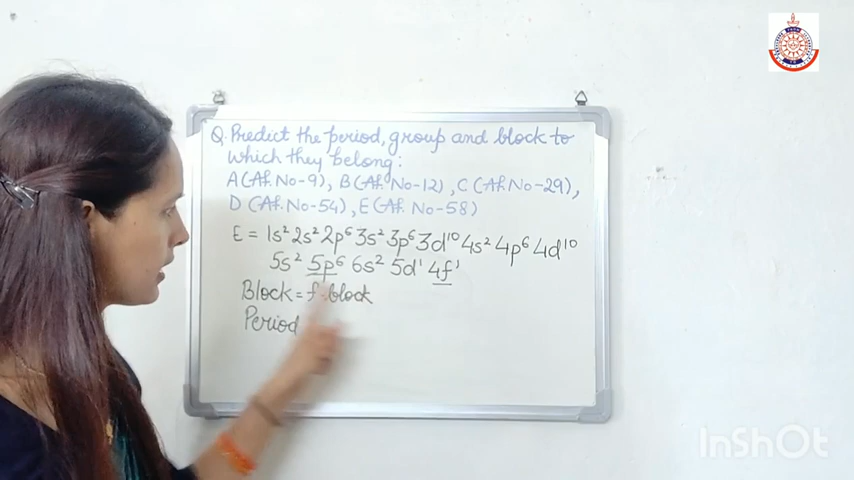 Q. Predict the period, group and block to
which they belong:
A(At. No-9), B(At. No-12), C(At. No-29),
D(At. No-54), E(At. No-58)
E = 1s² 2s² 2p⁶ 3s² 3p⁶ 3d¹⁰ 4s² 4p⁶ 4d¹⁰
5s² 5p⁶ 6s² 5d¹ 4f¹
Block = f-block
Period
InShOt